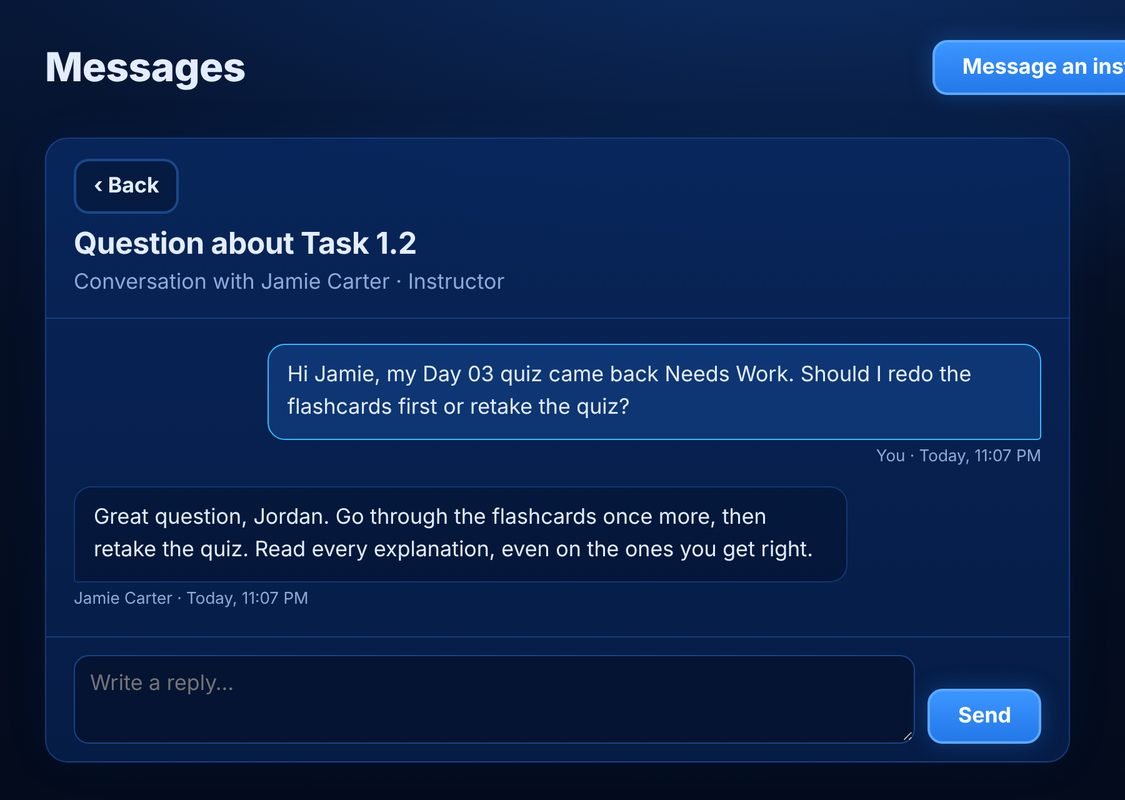 Messages
Message an ins
‹ Back
Question about Task 1.2
Conversation with Jamie Carter · Instructor
Hi Jamie, my Day 03 quiz came back Needs Work. Should I redo the
flashcards first or retake the quiz?
You · Today, 11:07 PM
Great question, Jordan. Go through the flashcards once more, then
retake the quiz. Read every explanation, even on the ones you get right.
Jamie Carter · Today, 11:07 PM
Write a reply...
Send